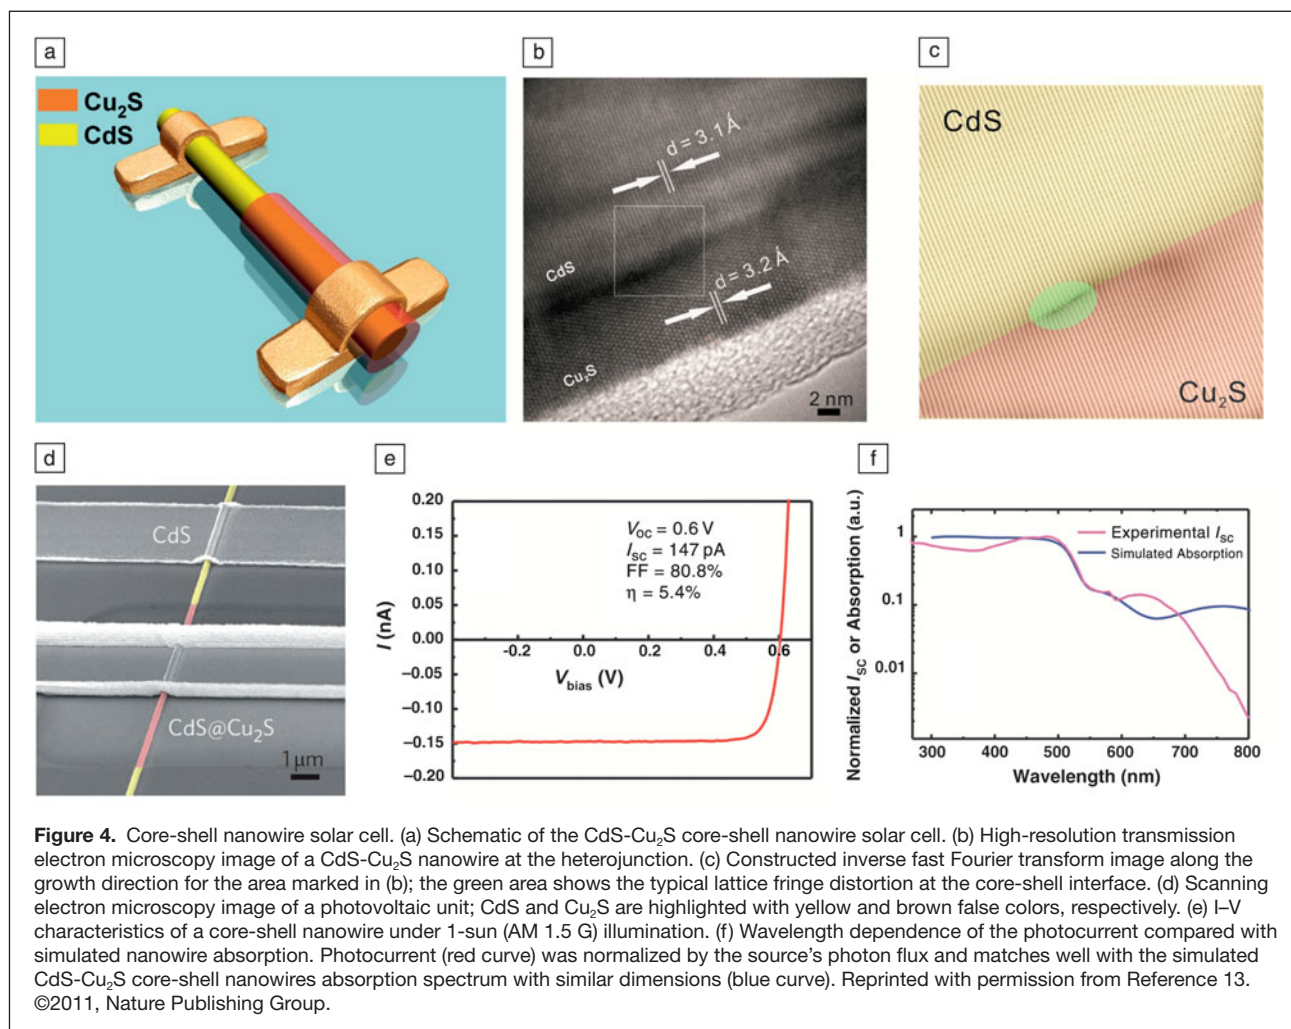 a
Cu₂S
CdS
b
d = 3.1 Å
CdS
d = 3.2 Å
Cu₂S
2 nm
c
CdS
Cu₂S
d
CdS
CdS@Cu₂S
1 μm
e
0.20
0.15
0.10
0.05
0.00
−0.05
−0.10
−0.15
−0.20
I (nA)
V_OC = 0.6 V
I_SC = 147 pA
FF = 80.8%
η = 5.4%
-0.2 0.0 0.2 0.4 0.6
V_bias (V)
f
Normalized I_SC or Absorption (a.u.)
1
0.1
0.01
Experimental I_SC
Simulated Absorption
300 400 500 600 700 800
Wavelength (nm)
Figure 4. Core-shell nanowire solar cell. (a) Schematic of the CdS-Cu₂S core-shell nanowire solar cell. (b) High-resolution transmission
electron microscopy image of a CdS-Cu₂S nanowire at the heterojunction. (c) Constructed inverse fast Fourier transform image along the
growth direction for the area marked in (b); the green area shows the typical lattice fringe distortion at the core-shell interface. (d) Scanning
electron microscopy image of a photovoltaic unit; CdS and Cu₂S are highlighted with yellow and brown false colors, respectively. (e) I–V
characteristics of a core-shell nanowire under 1-sun (AM 1.5 G) illumination. (f) Wavelength dependence of the photocurrent compared with
simulated nanowire absorption. Photocurrent (red curve) was normalized by the source's photon flux and matches well with the simulated
CdS-Cu₂S core-shell nanowires absorption spectrum with similar dimensions (blue curve). Reprinted with permission from Reference 13.
©2011, Nature Publishing Group.